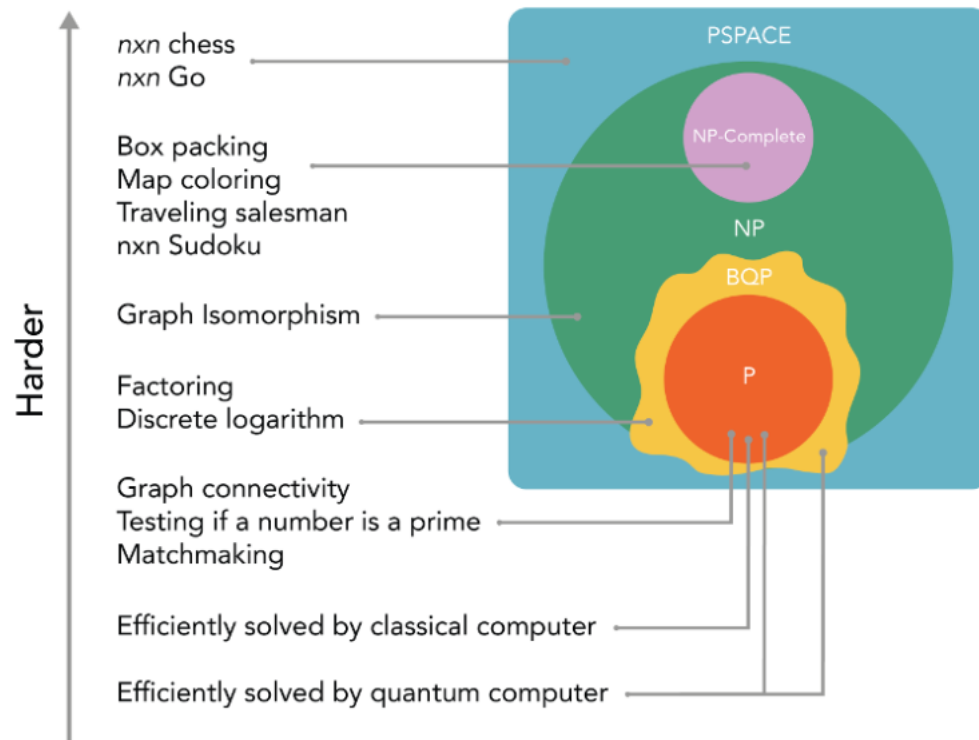 Harder
nxn chess
nxn Go
Box packing
Map coloring
Traveling salesman
nxn Sudoku
Graph Isomorphism
Factoring
Discrete logarithm
Graph connectivity
Testing if a number is a prime
Matchmaking
Efficiently solved by classical computer
Efficiently solved by quantum computer
PSPACE
NP-Complete
NP
BQP
P